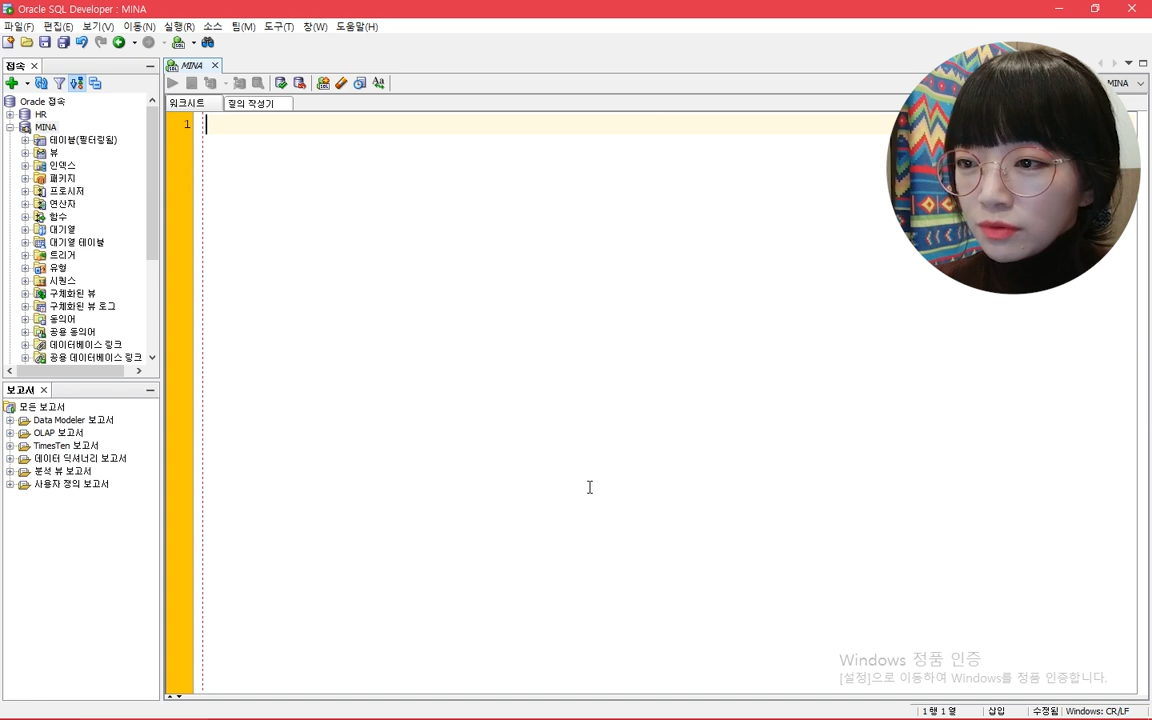 Oracle SQL Developer : MINA
파일(F) 편집(E) 보기(V) 이동(N) 실행(R) 소스 팀(M) 도구(T) 창(W) 도움말(H)
접속
MINA
MINA
워크시트 질의 작성기
1
Oracle 접속
HR
MINA
테이블(필터링됨)
뷰
인덱스
패키지
프로시저
연산자
함수
대기열
대기열 테이블
트리거
유형
시퀀스
구체화된 뷰
구체화된 뷰 로그
동의어
공용 동의어
데이터베이스 링크
공용 데이터베이스 링크
보고서
모든 보고서
Data Modeler 보고서
OLAP 보고서
TimesTen 보고서
데이터 딕셔너리 보고서
분석 뷰 보고서
사용자 정의 보고서
Windows 정품 인증
[설정]으로 이동하여 Windows를 정품 인증합니다.
1행 1열 삽입 수정됨 Windows: CR/LF